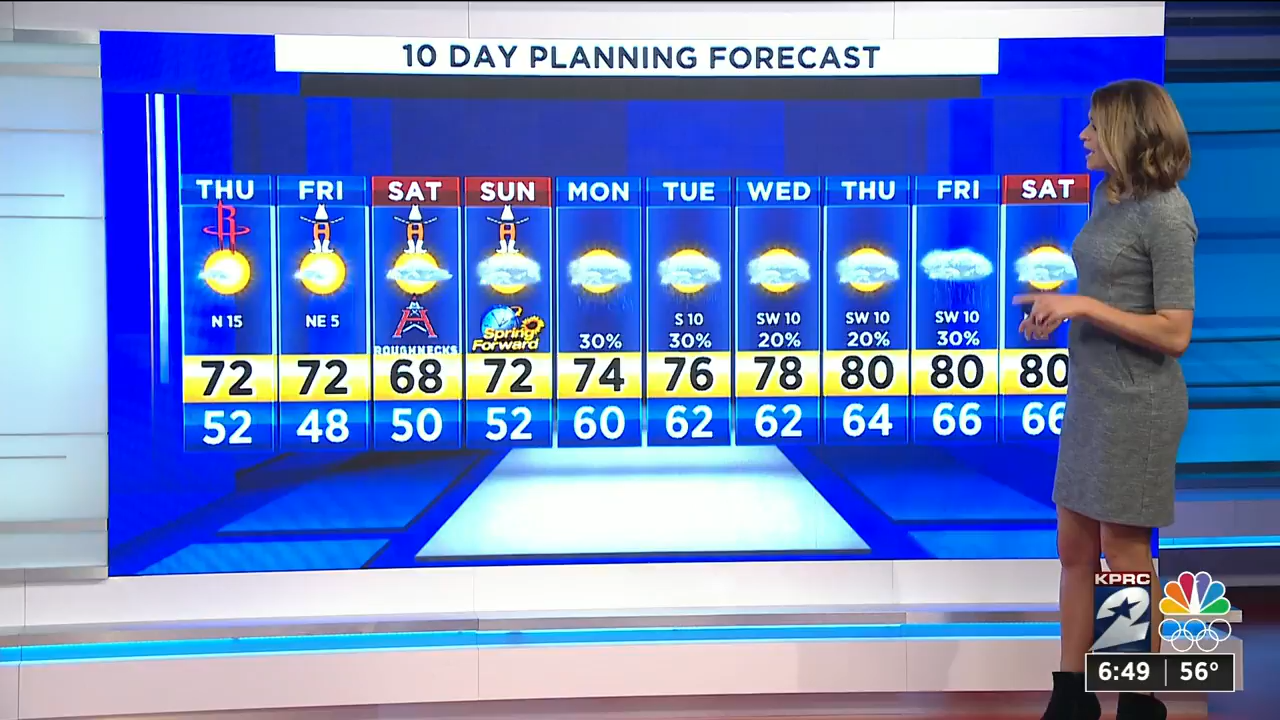 10 DAY PLANNING FORECAST
THU FRI SAT SUN MON TUE WED THU FRI SAT
R
N 15 NE 5 S 10 SW 10 SW 10 SW 10
ROUGHNECKS
Spring
Forward
30% 30% 20% 20% 30%
72 72 68 72 74 76 78 80 80 80
52 48 50 52 60 62 62 64 66 66
KPRC
2
6:49 56°